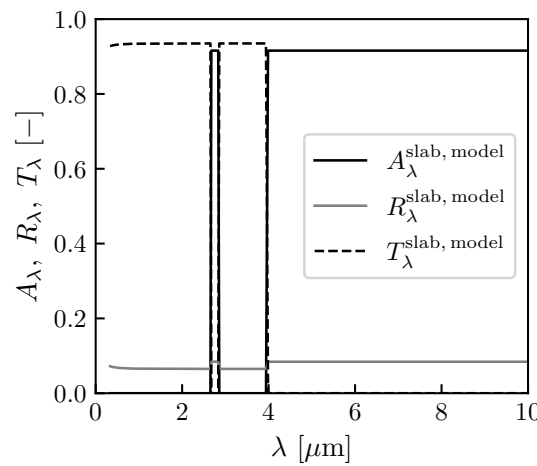 1.0
0.8
0.6
0.4
0.2
0.0
A_λ, R_λ, T_λ [−]
A_λ^{slab, model}
R_λ^{slab, model}
T_λ^{slab, model}
0 2 4 6 8 10
λ [μm]